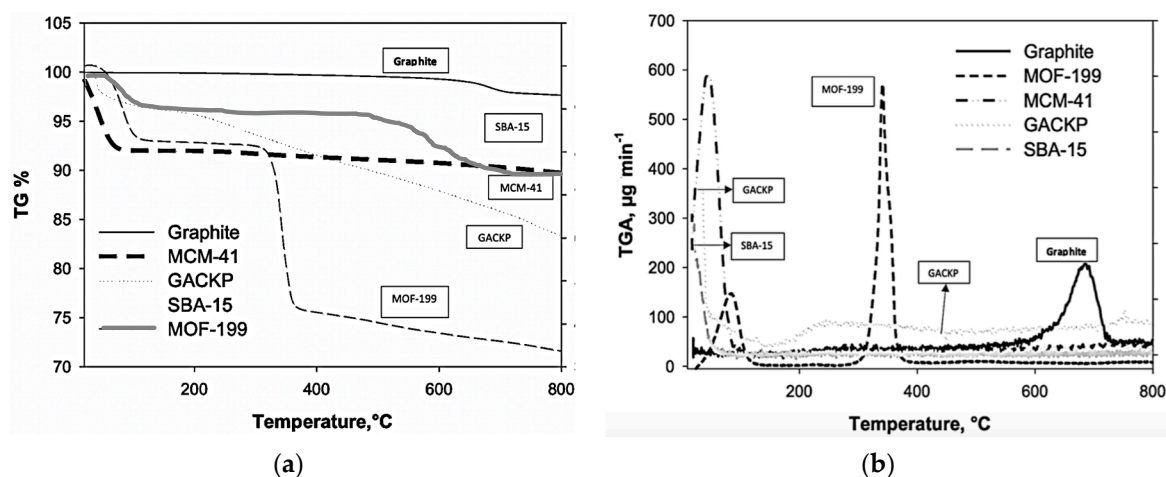 105
100
95
90
85
80
75
70
TG %
Graphite
SBA-15
MCM-41
GACKP
MOF-199
Graphite
MCM-41
GACKP
SBA-15
MOF-199
200
400
600
800
Temperature,°C
(a)
700
600
500
400
300
200
100
0
TGA, µg min⁻¹
MOF-199
GACKP
SBA-15
GACKP
Graphite
Graphite
MOF-199
MCM-41
GACKP
SBA-15
200
400
600
800
Temperature, °C
(b)